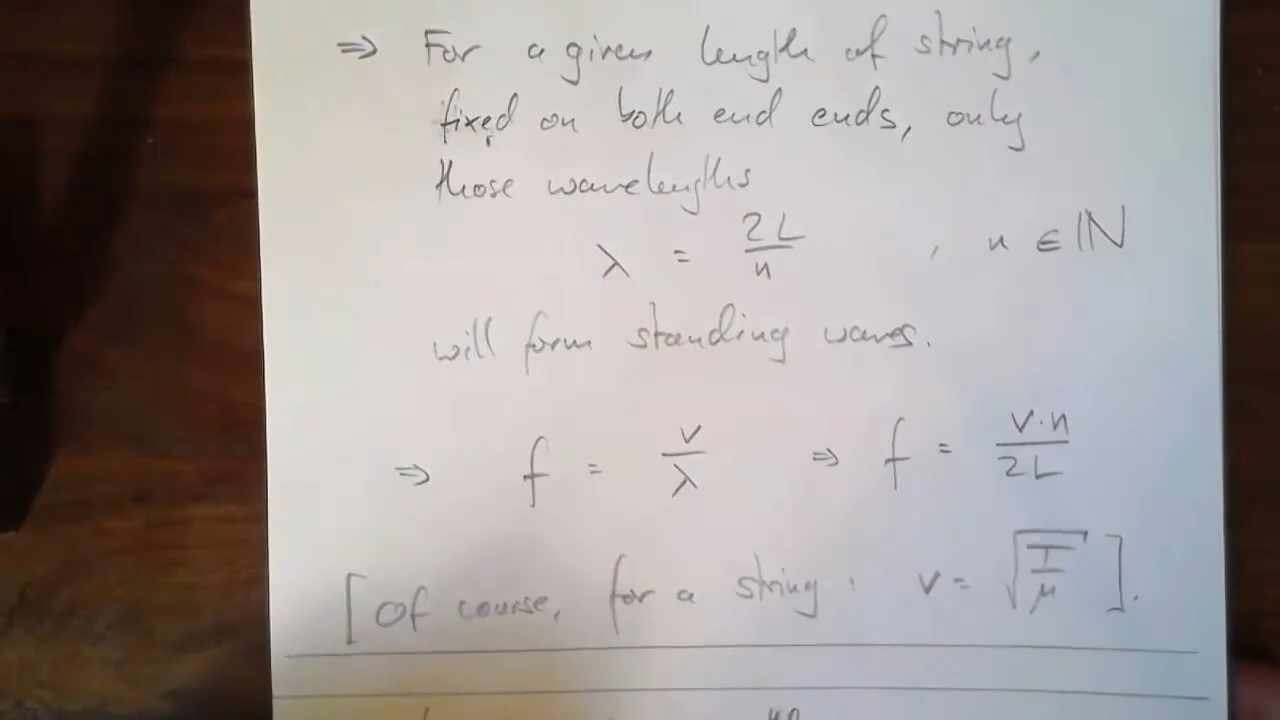 ⇒ For a given length of string,
fixed on both end ends, only
those wavelengths
λ = 2L/n , n ∈ ℕ
will form standing waves.
⇒ f = v/λ ⇒ f = v·n/2L
[Of course, for a string: v = √(T/μ)].